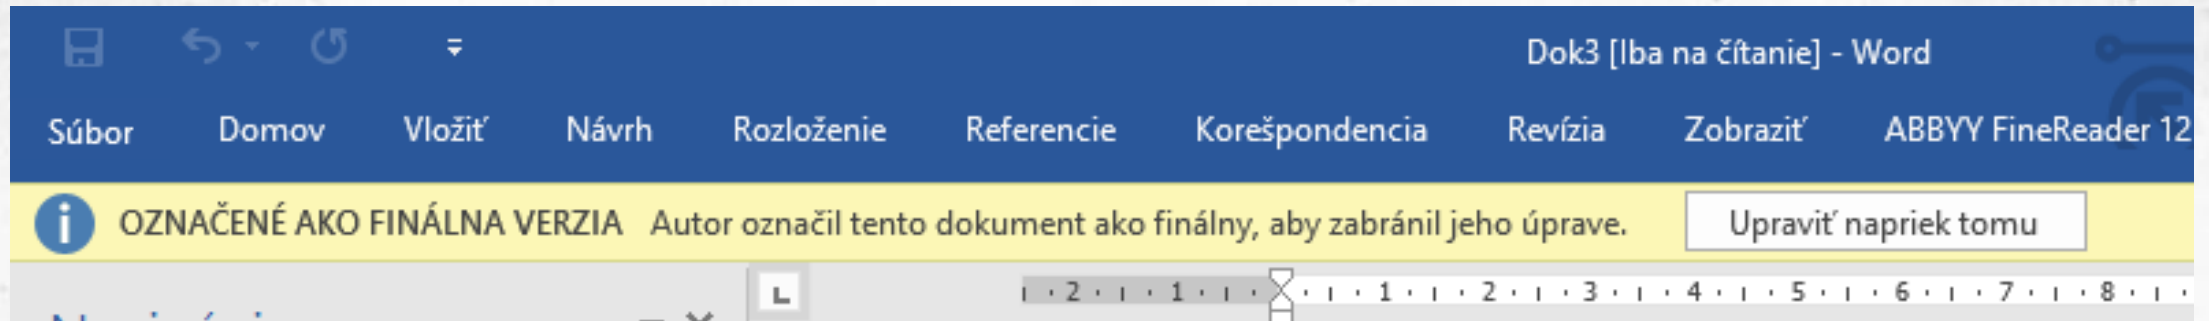 Dok3 [Iba na čítanie] - Word
Súbor Domov Vložiť Návrh Rozloženie Referencie Korešpondencia Revízia Zobraziť ABBYY FineReader 12
OZNAČENÉ AKO FINÁLNA VERZIA Autor označil tento dokument ako finálny, aby zabránil jeho úprave. Upraviť napriek tomu
L 2 1 1 2 3 4 5 6 7 8